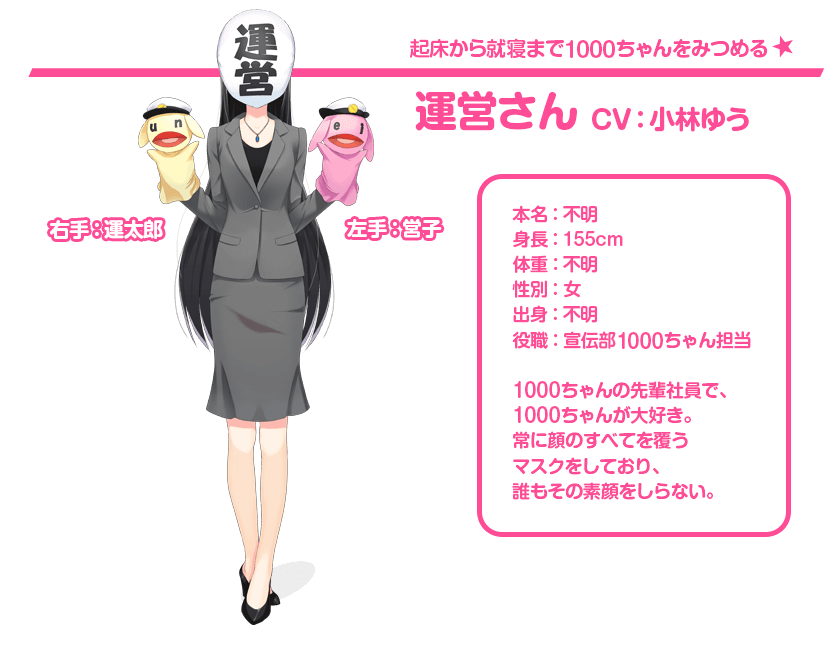 起床から就寝まで1000ちゃんをみつめる★
運営さん CV：小林ゆう
運営
un
el
右手：運太郎
左手：営子
本名：不明
身長：155cm
体重：不明
性別：女
出身：不明
役職：宣伝部1000ちゃん担当
1000ちゃんの先輩社員で、
1000ちゃんが大好き。
常に顔のすべてを覆う
マスクをしており、
誰もその素顔をしらない。